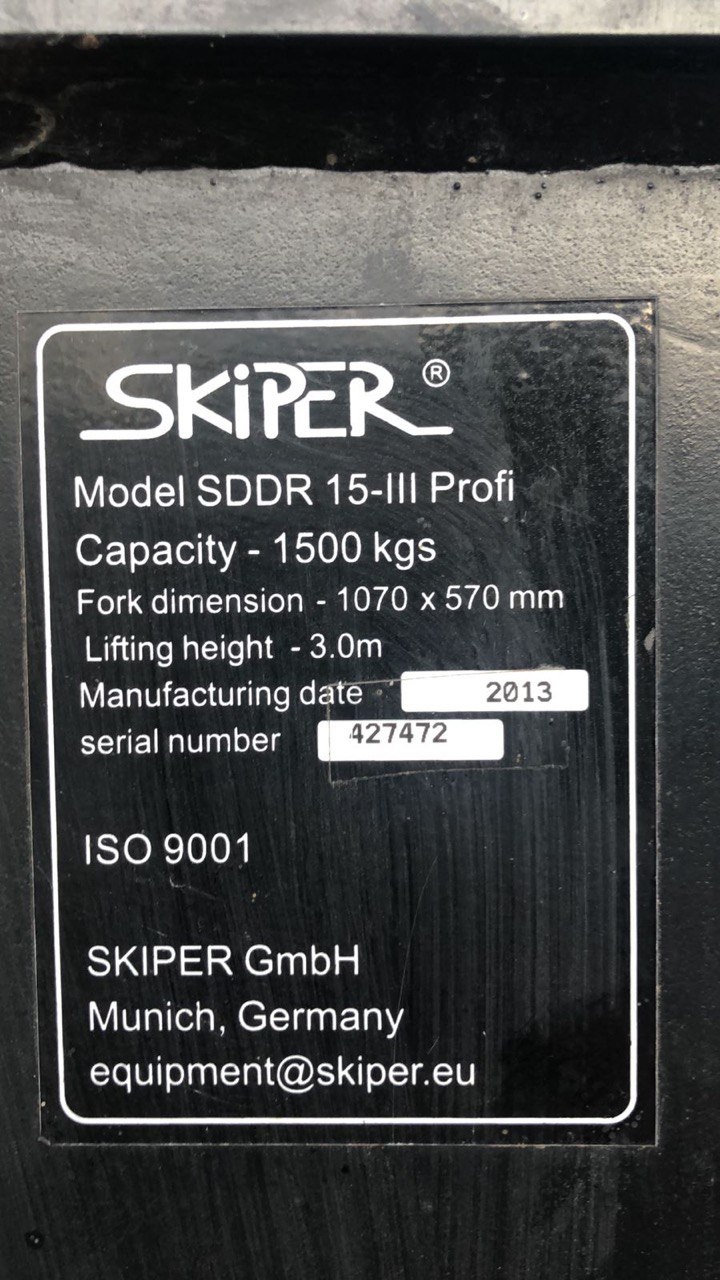 SKiPER ®
Model SDDR 15-III Profi
Capacity - 1500 kgs
Fork dimension - 1070 x 570 mm
Lifting height - 3.0m
Manufacturing date 2013
serial number 427472
ISO 9001
SKIPER GmbH
Munich, Germany
equipment@skiper.eu